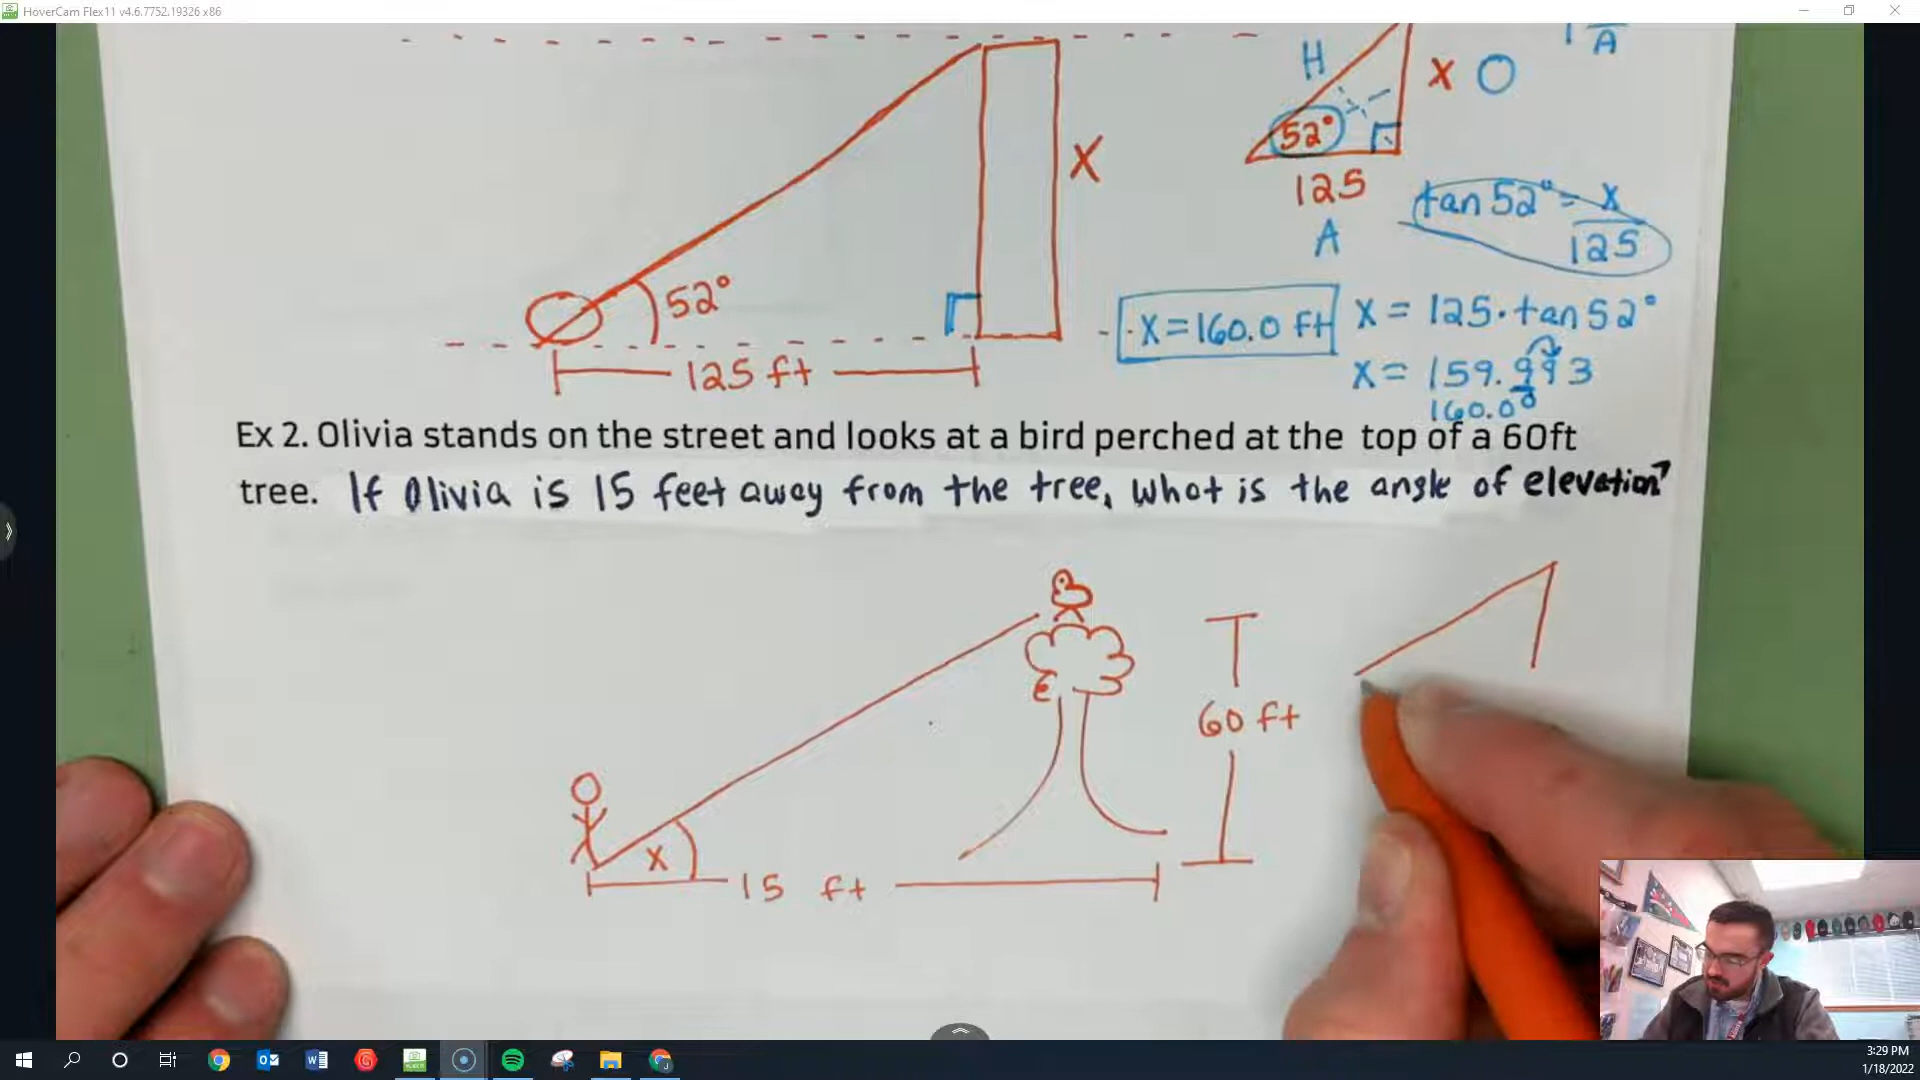 HoverCam Flex11 v4.6.7752.19326 x86
H
A
X
O
52°
125
A
tan 52° = X
125
X
52°
125 ft
X = 160.0 ft
X = 125 · tan 52°
X = 159.993
160.00
Ex 2. Olivia stands on the street and looks at a bird perched at the top of a 60ft
tree. If Olivia is 15 feet away from the tree, what is the angle of elevation?
60 ft
X
15 ft
3:29 PM
1/18/2022